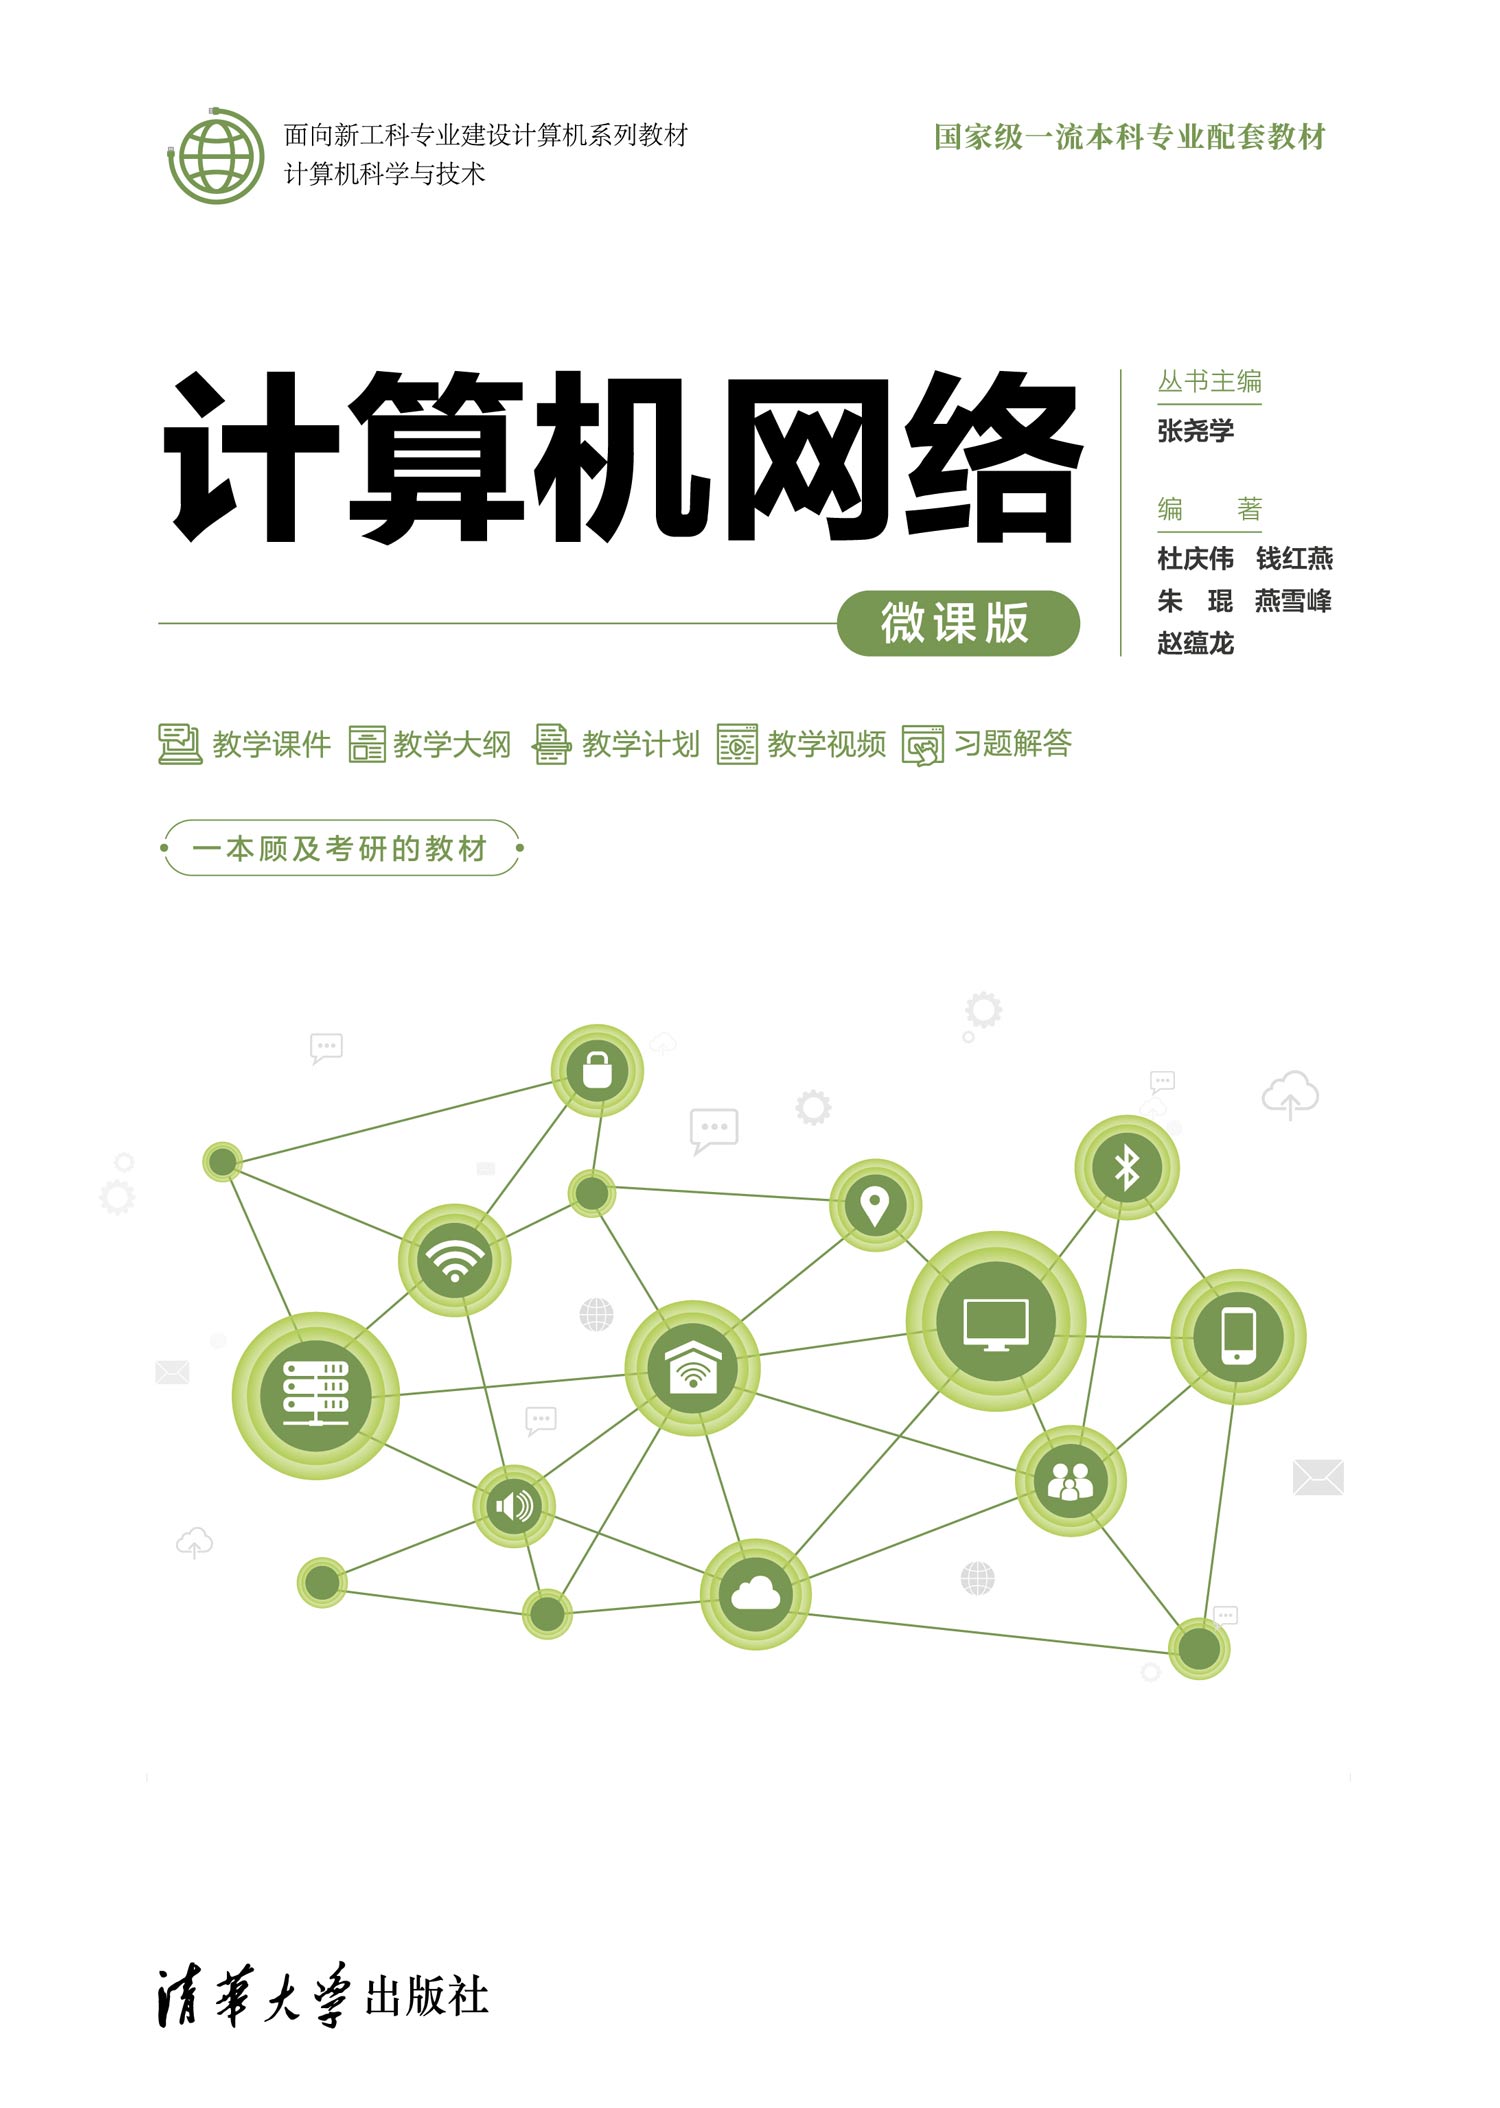 面向新工科专业建设计算机系列教材
计算机科学与技术
国家级一流本科专业配套教材
计算机网络
微课版
丛书主编
张尧学
编 著
杜庆伟 钱红燕
朱 琨 燕雪峰
赵蕴龙
教学课件 教学大纲 教学计划 教学视频 习题解答
一本顾及考研的教材
清華大学出版社